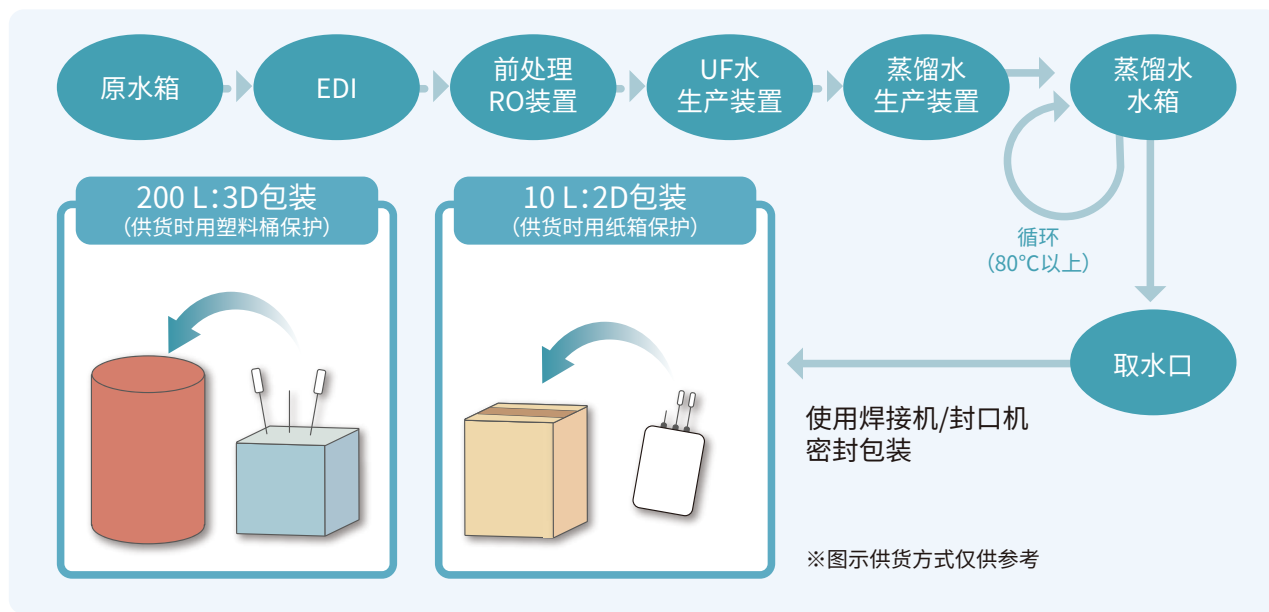 原水箱
EDI
前处理
RO装置
UF水
生产装置
蒸馏水
生产装置
蒸馏水
水箱
循环
（80℃以上）
取水口
使用焊接机/封口机
密封包装
200 L：3D包装
（供货时用塑料桶保护）
10 L：2D包装
（供货时用纸箱保护）
※图示供货方式仅供参考